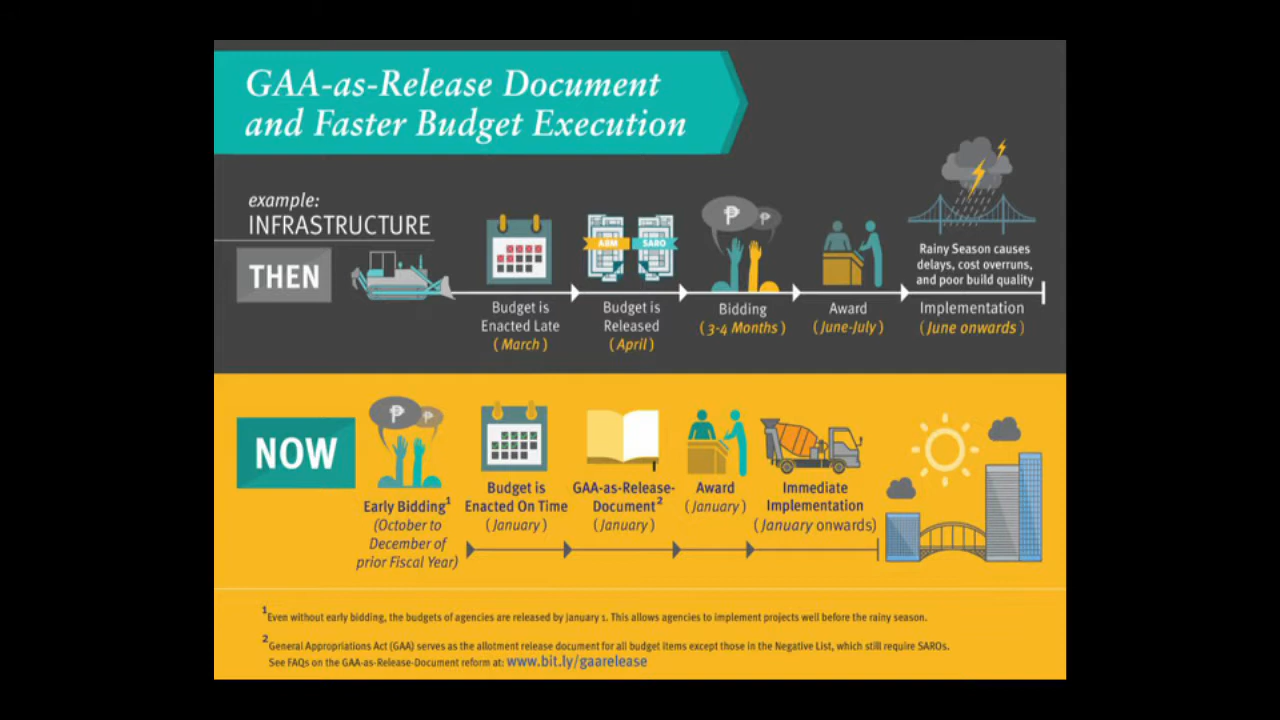 GAA-as-Release Document
and Faster Budget Execution
example:
INFRASTRUCTURE
THEN
ABM
SARO
₱
₱
Rainy Season causes
delays, cost overruns,
and poor build quality
Budget is
Enacted Late
(March)
Budget is
Released
(April)
Bidding
(3-4 Months)
Award
(June-July)
Implementation
(June onwards)
NOW
₱
₱
Early Bidding¹
(October to
December of
prior Fiscal Year)
Budget is
Enacted On Time
(January)
GAA-as-Release-
Document²
(January)
Award
(January)
Immediate
Implementation
(January onwards)
¹Even without early bidding, the budgets of agencies are released by January 1. This allows agencies to implement projects well before the rainy season.
²General Appropriations Act (GAA) serves as the allotment release document for all budget items except those in the Negative List, which still require SAROs.
See FAQs on the GAA-as-Release-Document reform at: www.bit.ly/gaarelease